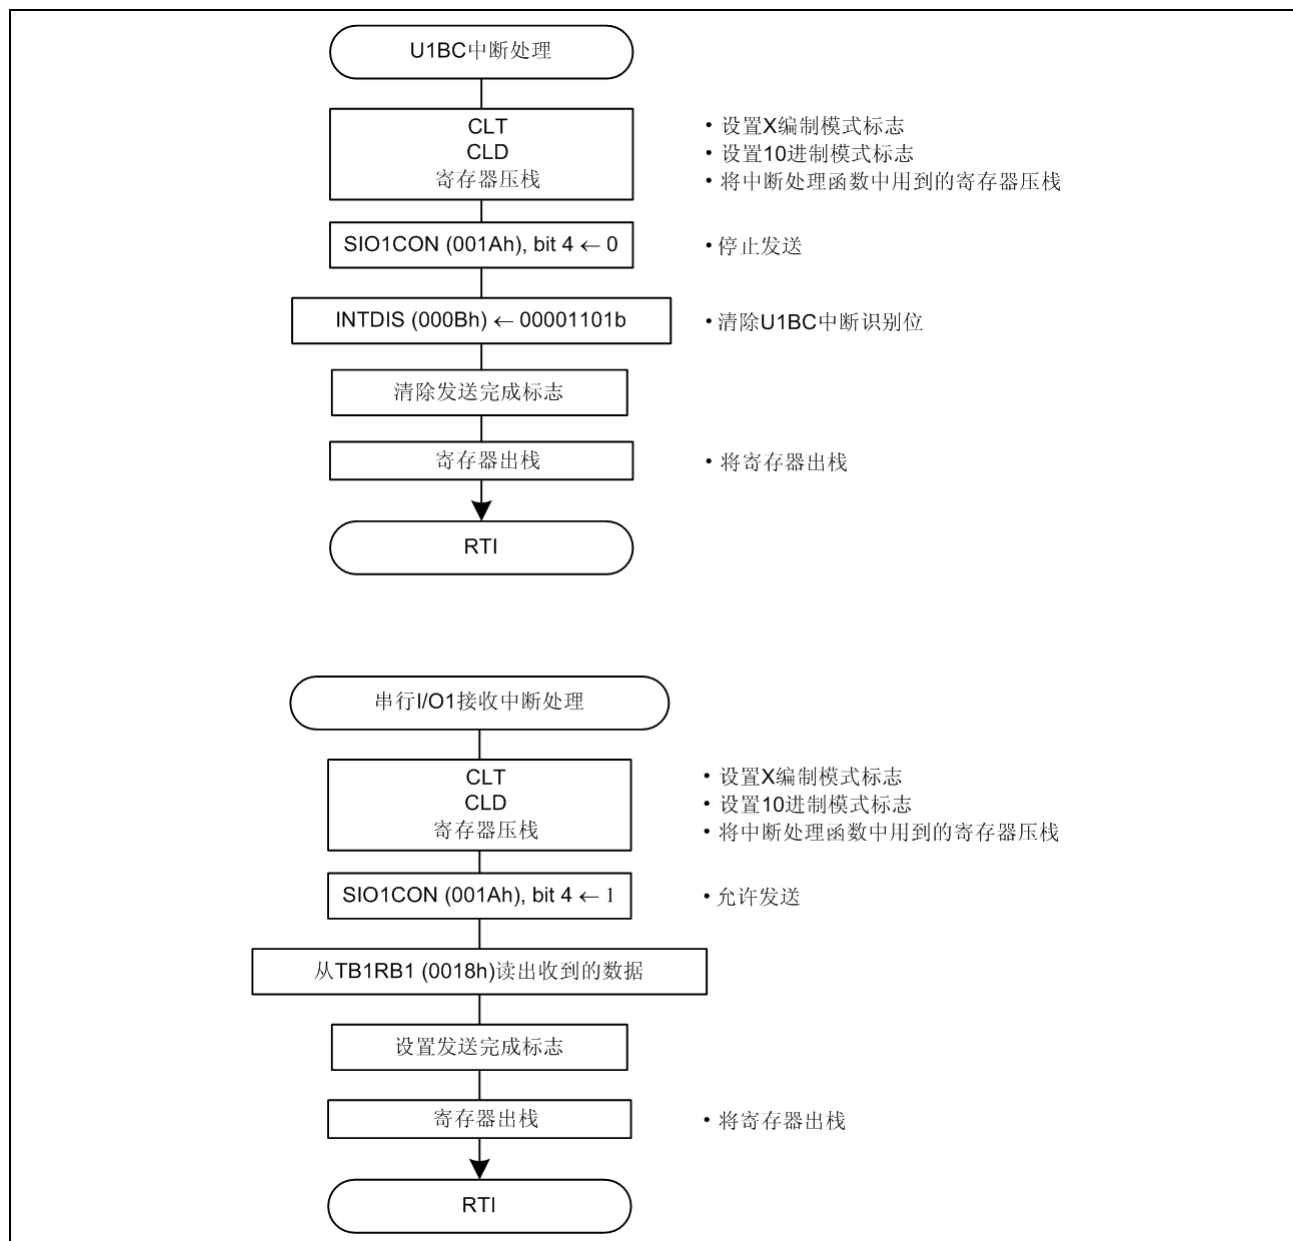 U1BC中断处理
CLT
CLD
寄存器压栈
• 设置X编制模式标志
• 设置10进制模式标志
• 将中断处理函数中用到的寄存器压栈
SIO1CON (001Ah), bit 4 ← 0
• 停止发送
INTDIS (000Bh) ← 00001101b
• 清除U1BC中断识别位
清除发送完成标志
寄存器出栈
• 将寄存器出栈
RTI
串行I/O1接收中断处理
CLT
CLD
寄存器压栈
• 设置X编制模式标志
• 设置10进制模式标志
• 将中断处理函数中用到的寄存器压栈
SIO1CON (001Ah), bit 4 ← 1
• 允许发送
从TB1RB1 (0018h)读出收到的数据
设置发送完成标志
寄存器出栈
• 将寄存器出栈
RTI